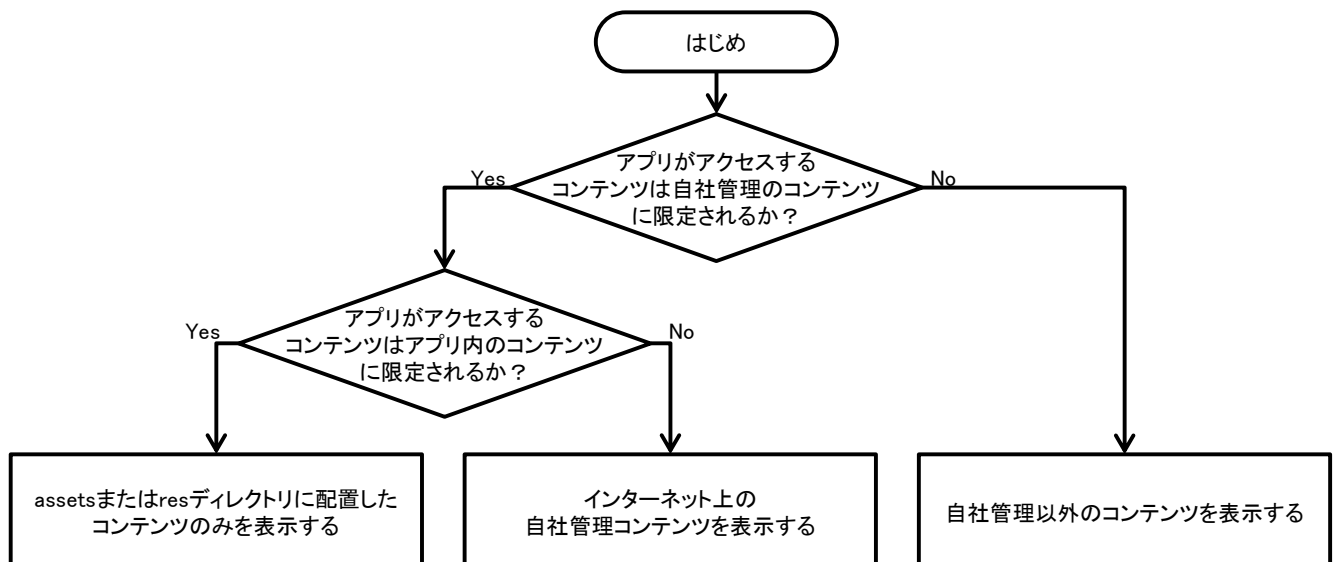 はじめ
アプリがアクセスする
コンテンツは自社管理のコンテンツ
に限定されるか？
Yes
No
アプリがアクセスする
コンテンツはアプリ内のコンテンツ
に限定されるか？
Yes
No
assetsまたはresディレクトリに配置した
コンテンツのみを表示する
インターネット上の
自社管理コンテンツを表示する
自社管理以外のコンテンツを表示する